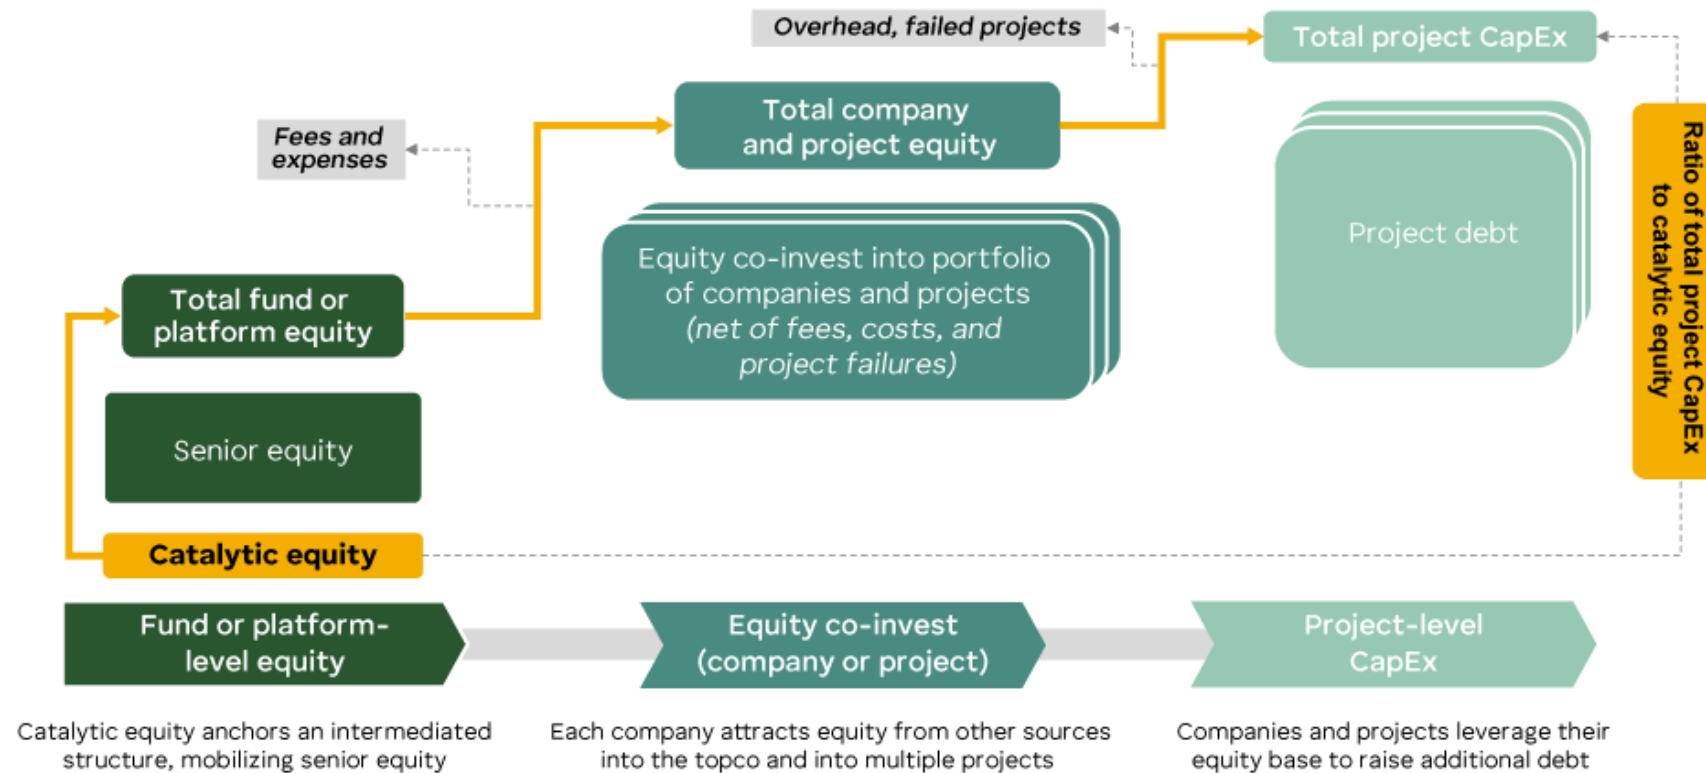 Overhead, failed projects
Total project CapEx
Total company
and project equity
Fees and
expenses
Equity co-invest into portfolio
of companies and projects
(net of fees, costs, and
project failures)
Project debt
Ratio of total project CapEx
to catalytic equity
Total fund or
platform equity
Senior equity
Catalytic equity
Fund or platform-
level equity
Equity co-invest
(company or project)
Project-level
CapEx
Catalytic equity anchors an intermediated
structure, mobilizing senior equity
Each company attracts equity from other sources
into the topco and into multiple projects
Companies and projects leverage their
equity base to raise additional debt